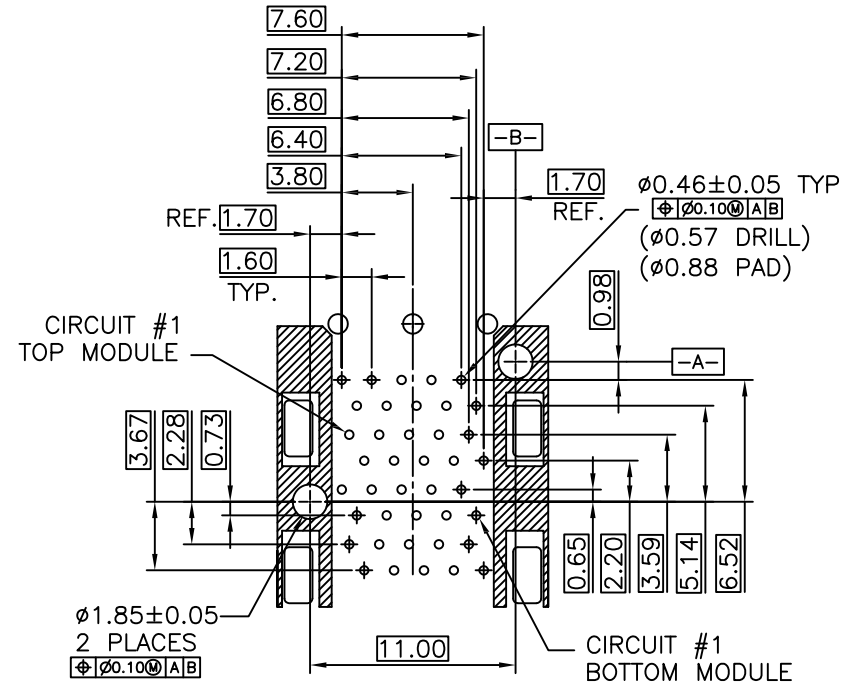 7.60
7.20
6.80
6.40
3.80
-B-
1.70
REF.
REF. 1.70
1.60
TYP.
ø0.46±0.05 TYP
⌖ Ø0.10Ⓜ A B
(ø0.57 DRILL)
(ø0.88 PAD)
0.98
CIRCUIT #1
TOP MODULE
-A-
3.67
2.28
0.73
0.65
2.20
3.59
5.14
6.52
ø1.85±0.05
2 PLACES
⌖ Ø0.10Ⓜ A B
11.00
CIRCUIT #1
BOTTOM MODULE